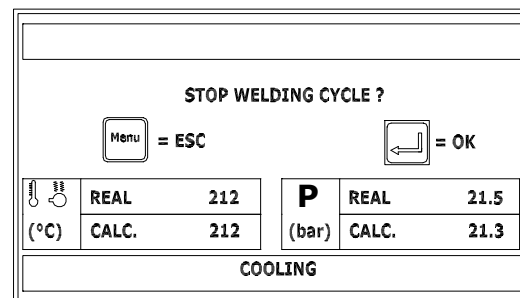 STOP WELDING CYCLE ?
Menu = ESC = OK
REAL 212 P REAL 21.5
(°C) CALC. 212 (bar) CALC. 21.3
COOLING